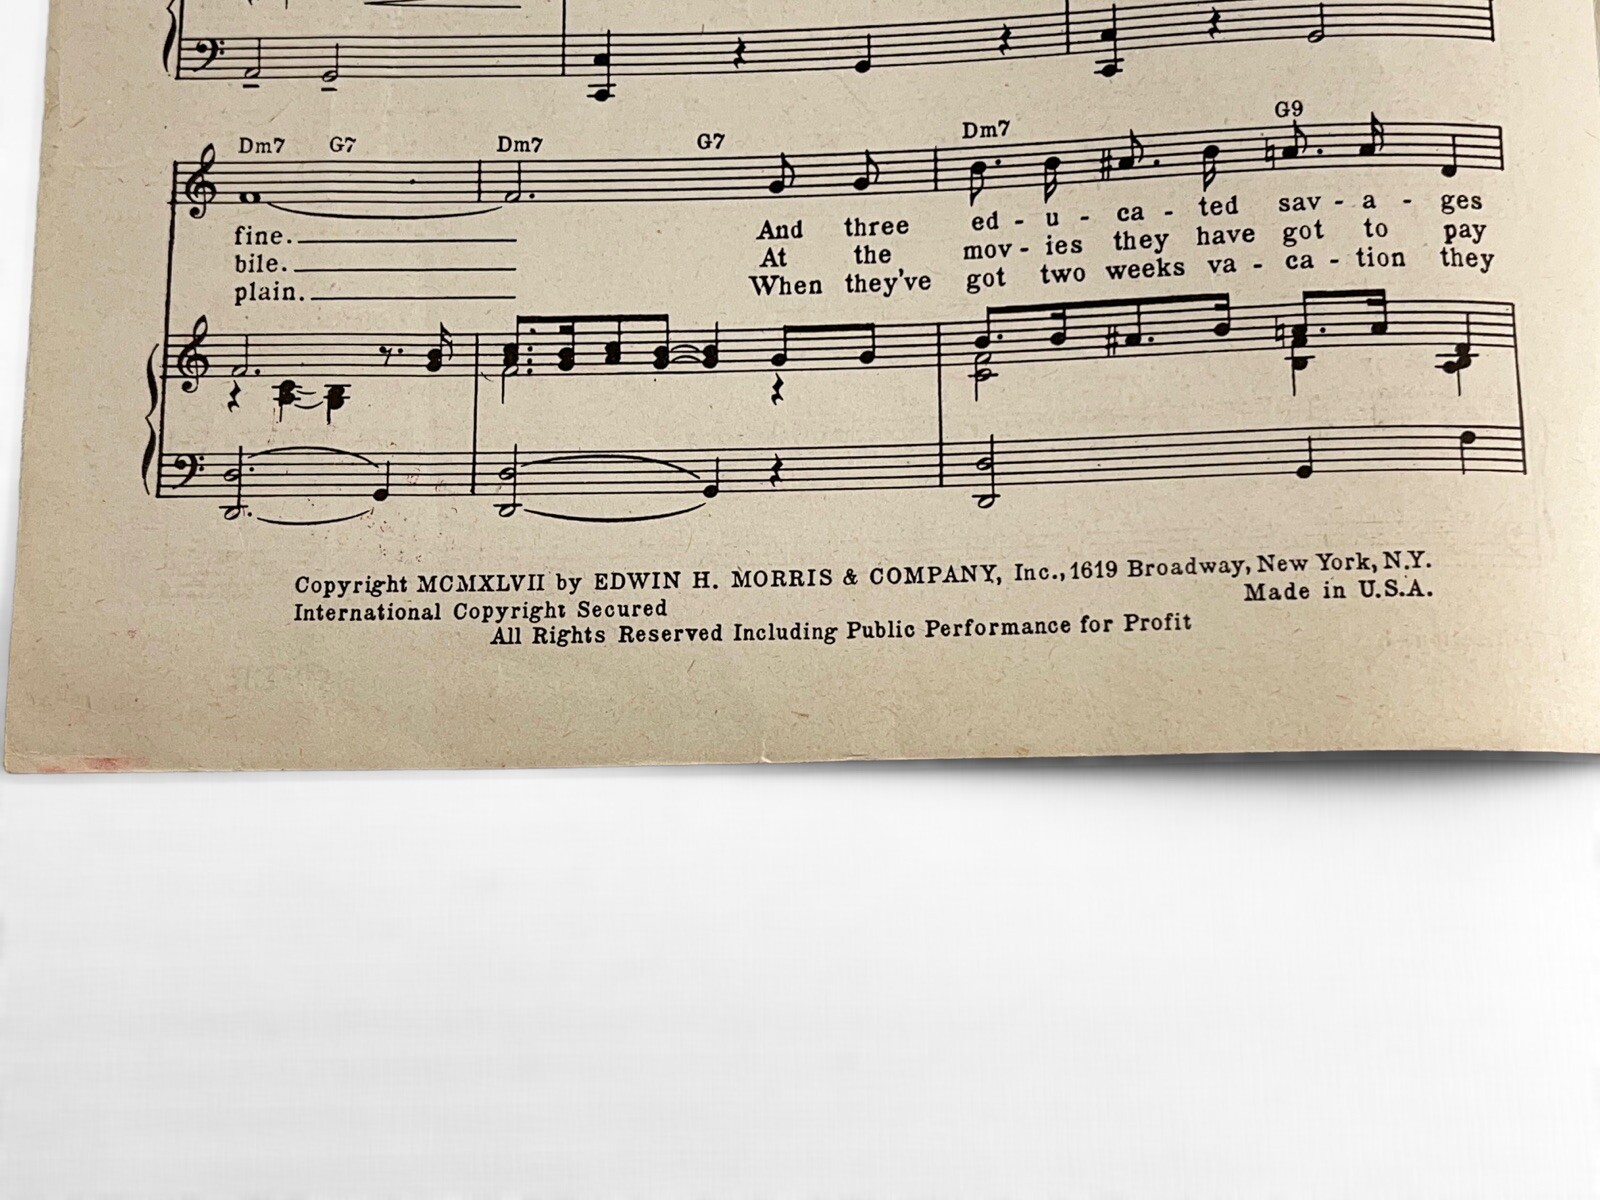 Dm7 G7 Dm7 G7 Dm7 G9
fine. And three ed - u - ca - ted sav - a - ges
bile. At the mov - ies they have got to pay
plain. When they've got two weeks va - ca - tion they
Copyright MCMXLVII by EDWIN H. MORRIS & COMPANY, Inc., 1619 Broadway, New York, N.Y.
International Copyright Secured Made in U.S.A.
All Rights Reserved Including Public Performance for Profit